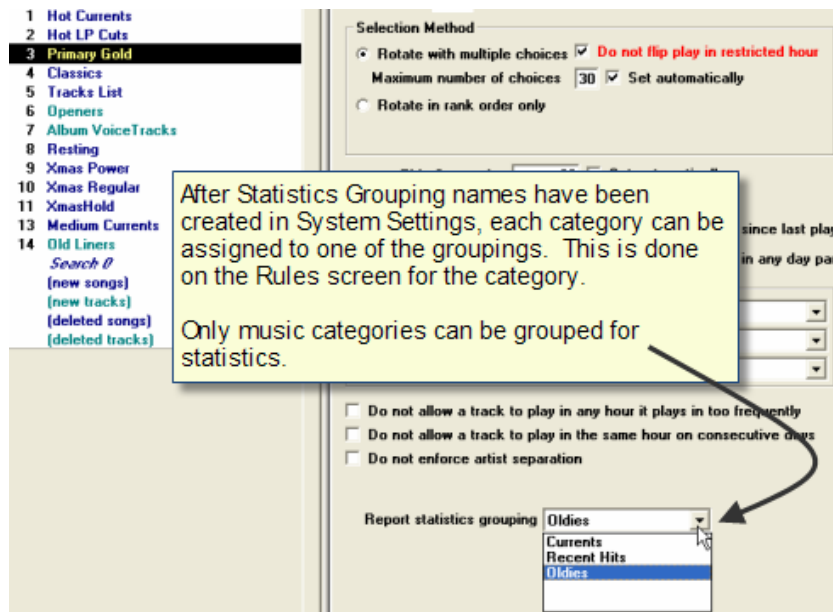 1 Hot Currents
2 Hot LP Cuts
3 Primary Gold
4 Classics
5 Tracks List
6 Openers
7 Album VoiceTracks
8 Resting
9 Xmas Power
10 Xmas Regular
11 XmasHold
13 Medium Currents
14 Old Liners
Search 0
(new songs)
(new tracks)
(deleted songs)
(deleted tracks)
Selection Method
Rotate with multiple choices Do not flip play in restricted hour
Maximum number of choices 30 Set automatically
Rotate in rank order only
After Statistics Grouping names have been
created in System Settings, each category can be
assigned to one of the groupings. This is done
on the Rules screen for the category.
Only music categories can be grouped for
statistics.
since last play
in any day par
Do not allow a track to play in any hour it plays in too frequently
Do not allow a track to play in the same hour on consecutive days
Do not enforce artist separation
Report statistics grouping Oldies
Currents
Recent Hits
Oldies